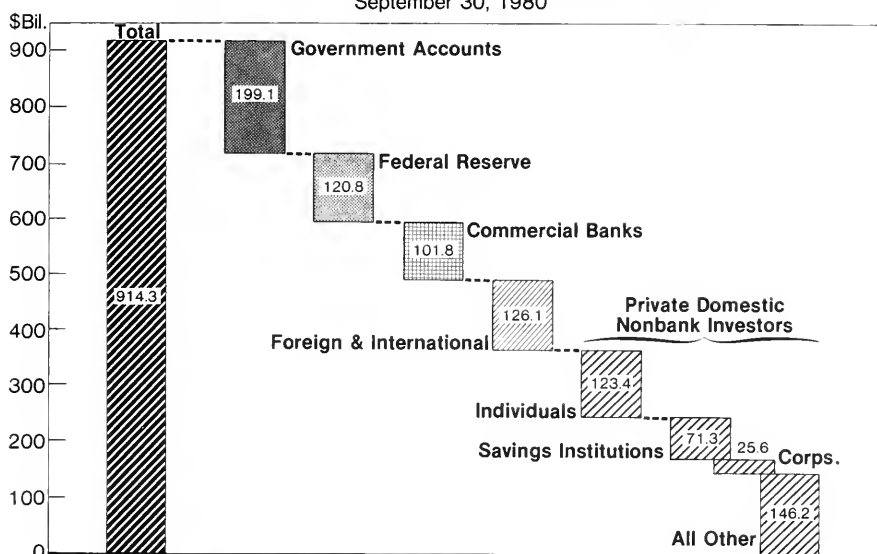 September 30, 1980
$Bil.
Total
900
Government Accounts
199.1
800
700
Federal Reserve
120.8
600
Commercial Banks
101.8
500
914.3
126.1
Private Domestic
Nonbank Investors
400
Foreign & International
300
123.4
Individuals
200
Savings Institutions
71.3
25.6
Corps.
100
146.2
All Other
0